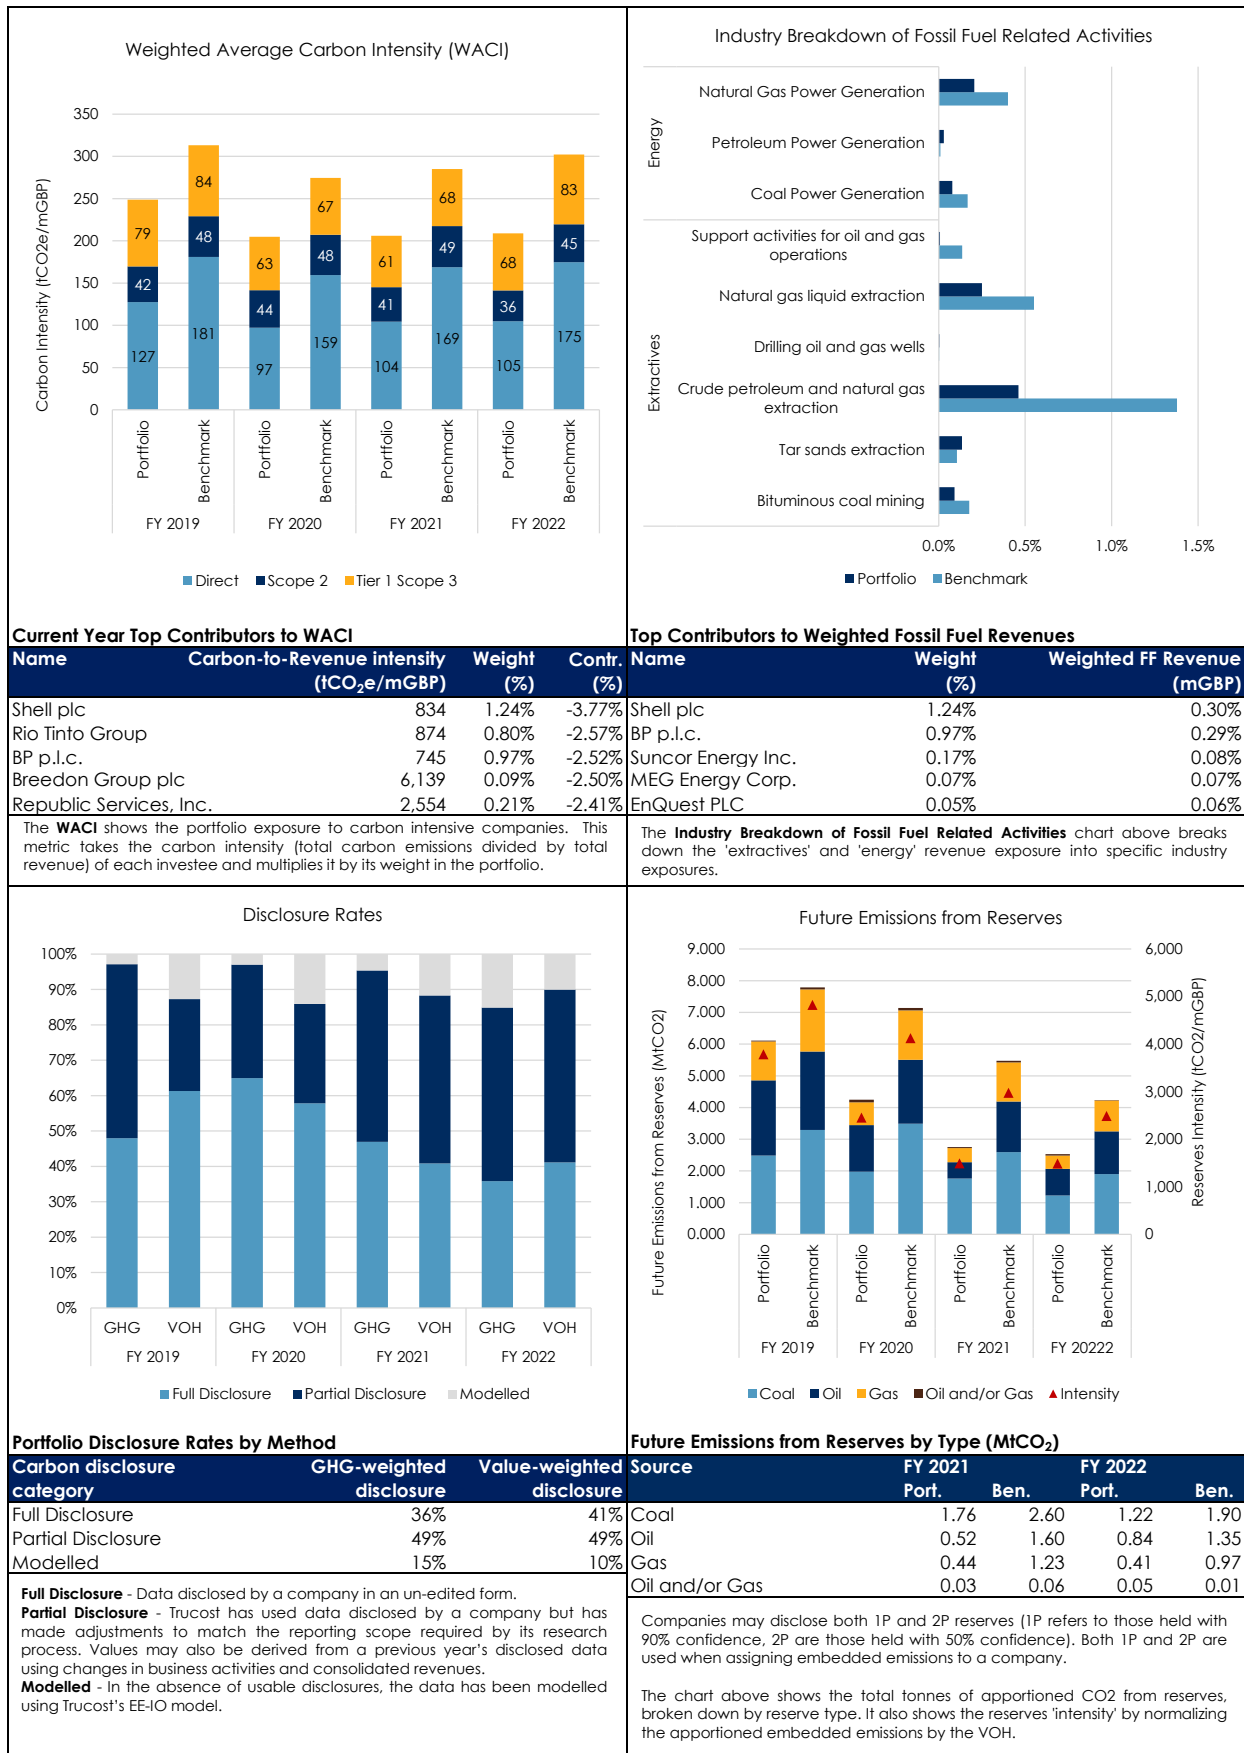 Weighted Average Carbon Intensity (WACI)
Carbon Intensity (tCO2e/mGBP)
350
300
250
200
150
100
50
0
79
42
127
84
48
181
63
44
97
67
48
159
61
41
104
68
49
169
68
36
105
83
45
175
Portfolio
Benchmark
Portfolio
Benchmark
Portfolio
Benchmark
Portfolio
Benchmark
FY 2019
FY 2020
FY 2021
FY 2022
Direct
Scope 2
Tier 1 Scope 3
Industry Breakdown of Fossil Fuel Related Activities
Energy
Natural Gas Power Generation
Petroleum Power Generation
Coal Power Generation
Extractives
Support activities for oil and gas
operations
Natural gas liquid extraction
Drilling oil and gas wells
Crude petroleum and natural gas
extraction
Tar sands extraction
Bituminous coal mining
0.0% 0.5% 1.0% 1.5%
Portfolio
Benchmark
Current Year Top Contributors to WACI
Name Carbon-to-Revenue intensity Weight Contr.
(tCO2e/mGBP) (%) (%)
Shell plc 834 1.24% -3.77%
Rio Tinto Group 874 0.80% -2.57%
BP p.l.c. 745 0.97% -2.52%
Breedon Group plc 6,139 0.09% -2.50%
Republic Services, Inc. 2,554 0.21% -2.41%
The WACI shows the portfolio exposure to carbon intensive companies. This
metric takes the carbon intensity (total carbon emissions divided by total
revenue) of each investee and multiplies it by its weight in the portfolio.
Top Contributors to Weighted Fossil Fuel Revenues
Name Weight Weighted FF Revenue
(%) (mGBP)
Shell plc 1.24% 0.30%
BP p.l.c. 0.97% 0.29%
Suncor Energy Inc. 0.17% 0.08%
MEG Energy Corp. 0.07% 0.07%
EnQuest PLC 0.05% 0.06%
The Industry Breakdown of Fossil Fuel Related Activities chart above breaks
down the 'extractives' and 'energy' revenue exposure into specific industry
exposures.
Disclosure Rates
100%
90%
80%
70%
60%
50%
40%
30%
20%
10%
0%
GHG VOH GHG VOH GHG VOH GHG VOH
FY 2019 FY 2020 FY 2021 FY 2022
Full Disclosure
Partial Disclosure
Modelled
Future Emissions from Reserves
Future Emissions from Reserves (MtCO2)
9.000
8.000
7.000
6.000
5.000
4.000
3.000
2.000
1.000
0.000
6,000
5,000
4,000
3,000
2,000
1,000
0
Reserves Intensity (tCO2/mGBP)
Portfolio
Benchmark
Portfolio
Benchmark
Portfolio
Benchmark
Portfolio
Benchmark
FY 2019 FY 2020 FY 2021 FY 20222
Coal
Oil
Gas
Oil and/or Gas
Intensity
Portfolio Disclosure Rates by Method
Carbon disclosure GHG-weighted Value-weighted
category disclosure disclosure
Full Disclosure 36% 41%
Partial Disclosure 49% 49%
Modelled 15% 10%
Full Disclosure - Data disclosed by a company in an un-edited form.
Partial Disclosure - Trucost has used data disclosed by a company but has
made adjustments to match the reporting scope required by its research
process. Values may also be derived from a previous year's disclosed data
using changes in business activities and consolidated revenues.
Modelled - In the absence of usable disclosures, the data has been modelled
using Trucost's EE-IO model.
Future Emissions from Reserves by Type (MtCO2)
Source FY 2021 FY 2022
Port. Ben. Port. Ben.
Coal 1.76 2.60 1.22 1.90
Oil 0.52 1.60 0.84 1.35
Gas 0.44 1.23 0.41 0.97
Oil and/or Gas 0.03 0.06 0.05 0.01
Companies may disclose both 1P and 2P reserves (1P refers to those held with
90% confidence, 2P are those held with 50% confidence). Both 1P and 2P are
used when assigning embedded emissions to a company.
The chart above shows the total tonnes of apportioned CO2 from reserves,
broken down by reserve type. It also shows the reserves 'intensity' by normalizing
the apportioned embedded emissions by the VOH.